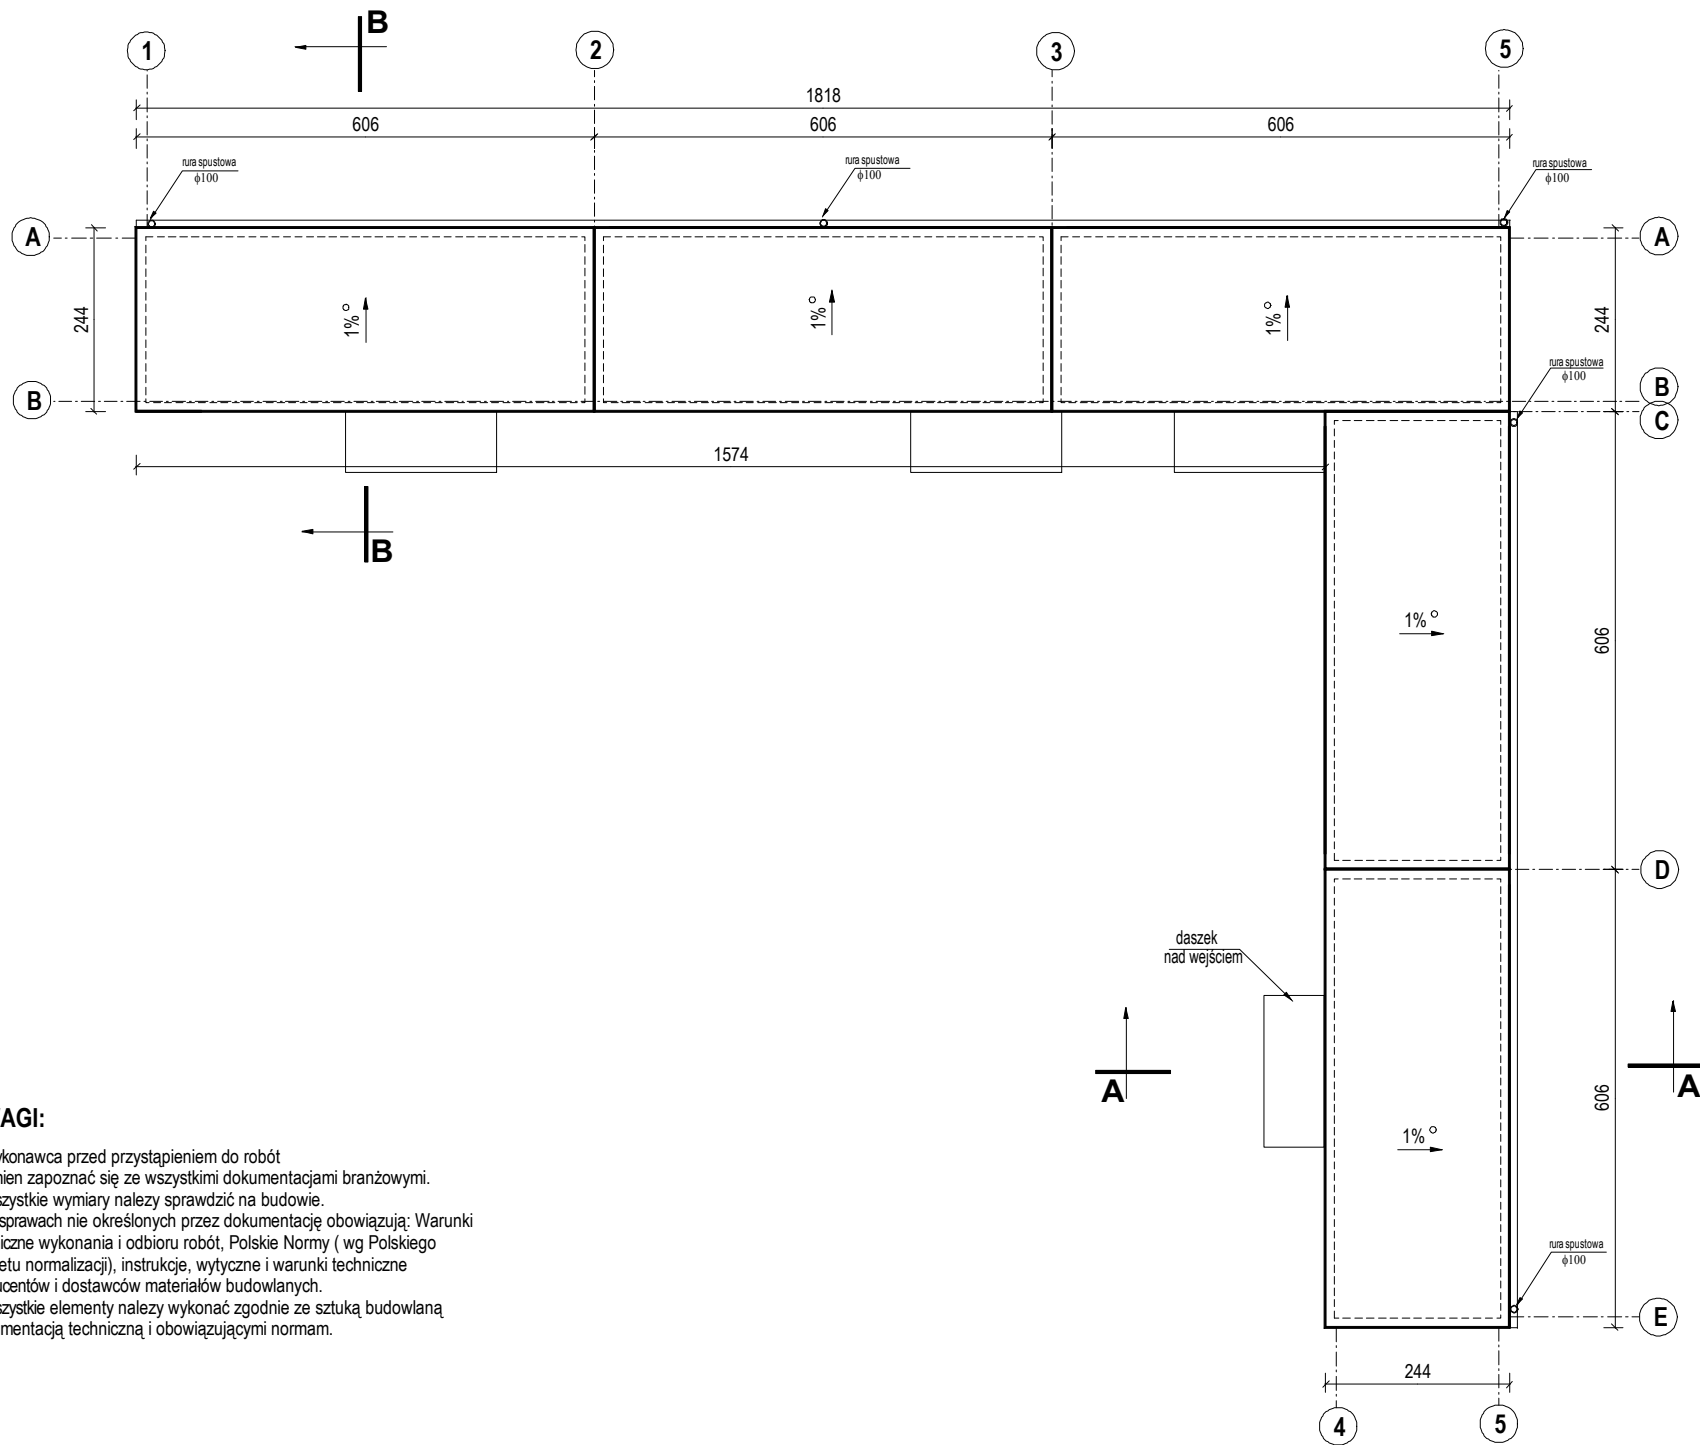 B
1
2
3
5
1818
606
606
606
rura spustowa
ϕ100
rura spustowa
ϕ100
rura spustowa
ϕ100
A
A
244
1%
1%
1%
244
rura spustowa
ϕ100
B
B
C
1574
B
1%
606
D
daszek
nad wejściem
A
A
606
1%
AGI:
konawca przed przystąpieniem do robót
ien zapoznać się ze wszystkimi dokumentacjami branżowymi.
zystkie wymiary nalezy sprawdzić na budowie.
sprawach nie określonych przez dokumentację obowiązują: Warunki
iczne wykonania i odbioru robót, Polskie Normy ( wg Polskiego
etu normalizacji), instrukcje, wytyczne i warunki techniczne
ucentów i dostawców materiałów budowlanych.
zystkie elementy nalezy wykonać zgodnie ze sztuką budowlaną
mentacją techniczną i obowiązującymi normam.
rura spustowa
ϕ100
E
244
4
5